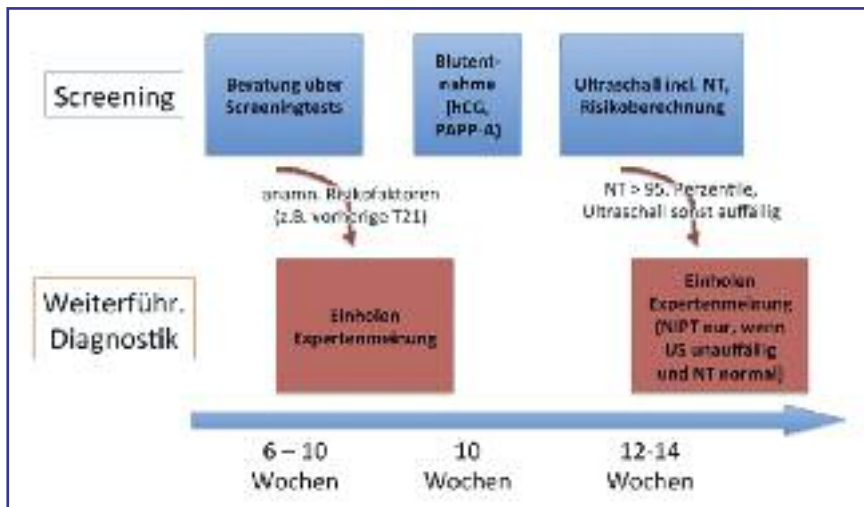 Screening
Beratung über
Screeningtests
Blutent-
nahme
(hCG,
PAPP-A)
Ultraschall incl. NT,
Risikoberechnung
anamn. Risikofaktoren
(z.B. vorherige T21)
NT > 95. Perzentile,
Ultraschall sonst auffällig
Weiterführ.
Diagnostik
Einholen
Expertenmeinung
Einholen
Expertenmeinung
(NIPT nur, wenn
US unauffällig
und NT normal)
6 – 10
Wochen
10
Wochen
12-14
Wochen